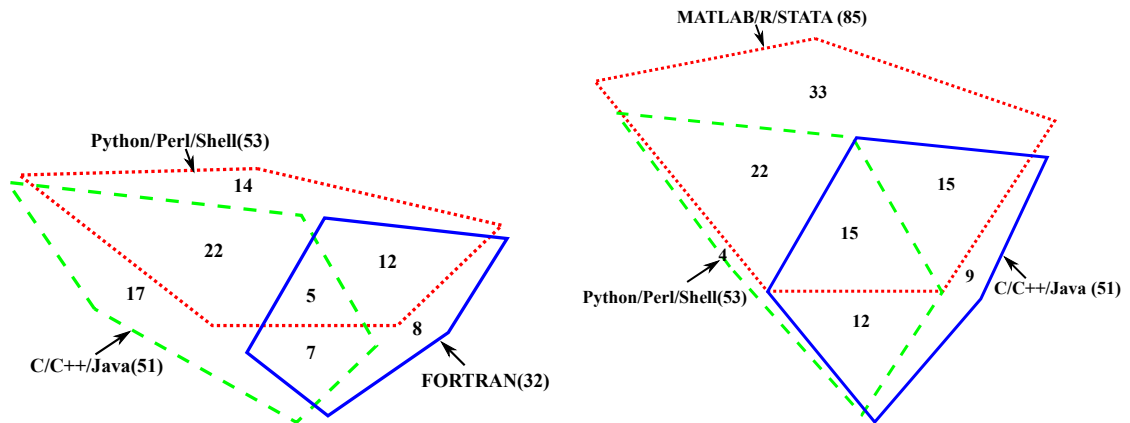 Python/Perl/Shell(53)
14
22
12
17
5
8
7
C/C++/Java(51)
FORTRAN(32)
MATLAB/R/STATA (85)
33
22
15
15
4
9
Python/Perl/Shell(53)
C/C++/Java (51)
12